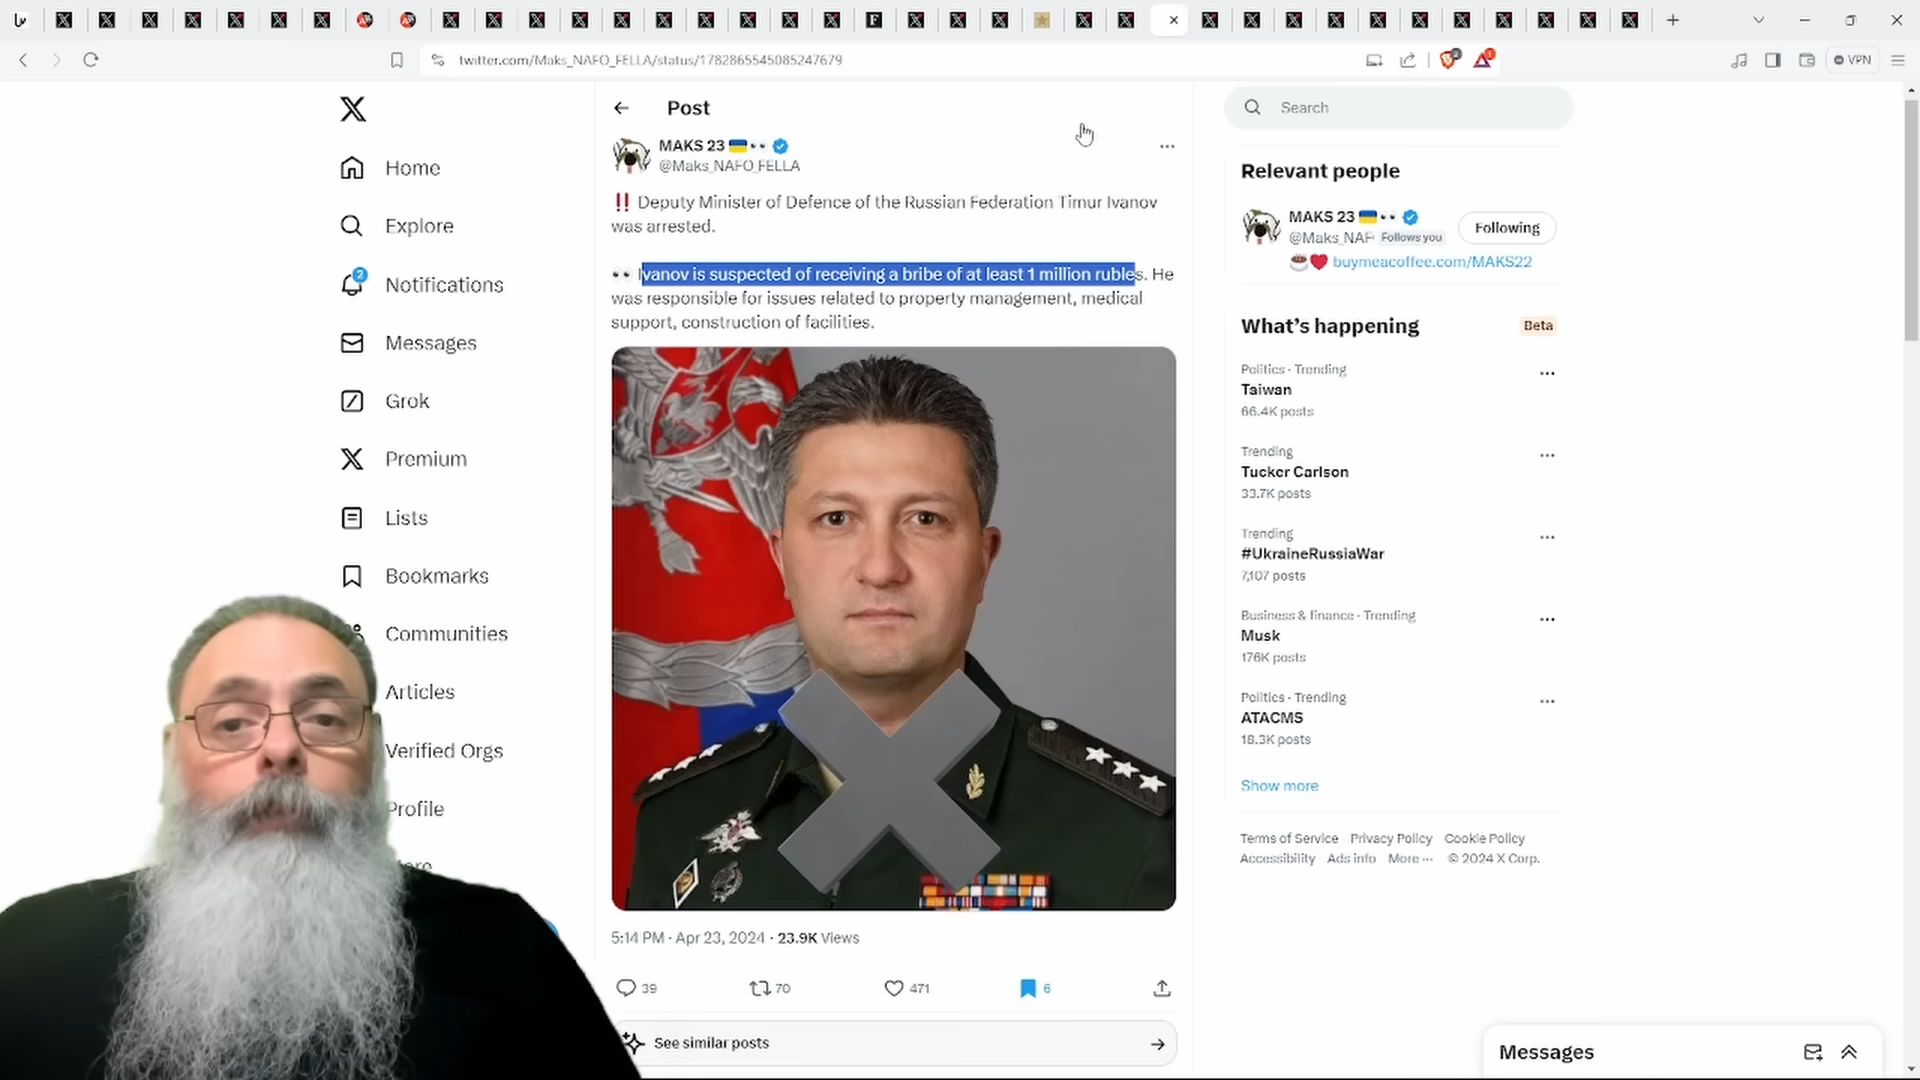 twitter.com/Maks_NAFO_FELLA/status/1782865545085247679
VPN
Home
Explore
2
Notifications
Messages
Grok
Premium
Lists
Bookmarks
Communities
Articles
Verified Orgs
Profile
Post
MAKS 23
@Maks_NAFO_FELLA
‼ Deputy Minister of Defence of the Russian Federation Timur Ivanov
was arrested.
👀 Ivanov is suspected of receiving a bribe of at least 1 million rubles. He
was responsible for issues related to property management, medical
support, construction of facilities.
5:14 PM · Apr 23, 2024 · 23.9K Views
39
70
471
6
See similar posts
Search
Relevant people
MAKS 23
@Maks_NAF Follows you
Following
buymeacoffee.com/MAKS22
What's happening
Beta
Politics · Trending
Taiwan
66.4K posts
Trending
Tucker Carlson
33.7K posts
Trending
#UkraineRussiaWar
7,107 posts
Business & finance · Trending
Musk
176K posts
Politics · Trending
ATACMS
18.3K posts
Show more
Terms of Service Privacy Policy Cookie Policy
Accessibility Ads info More ··· © 2024 X Corp.
Messages